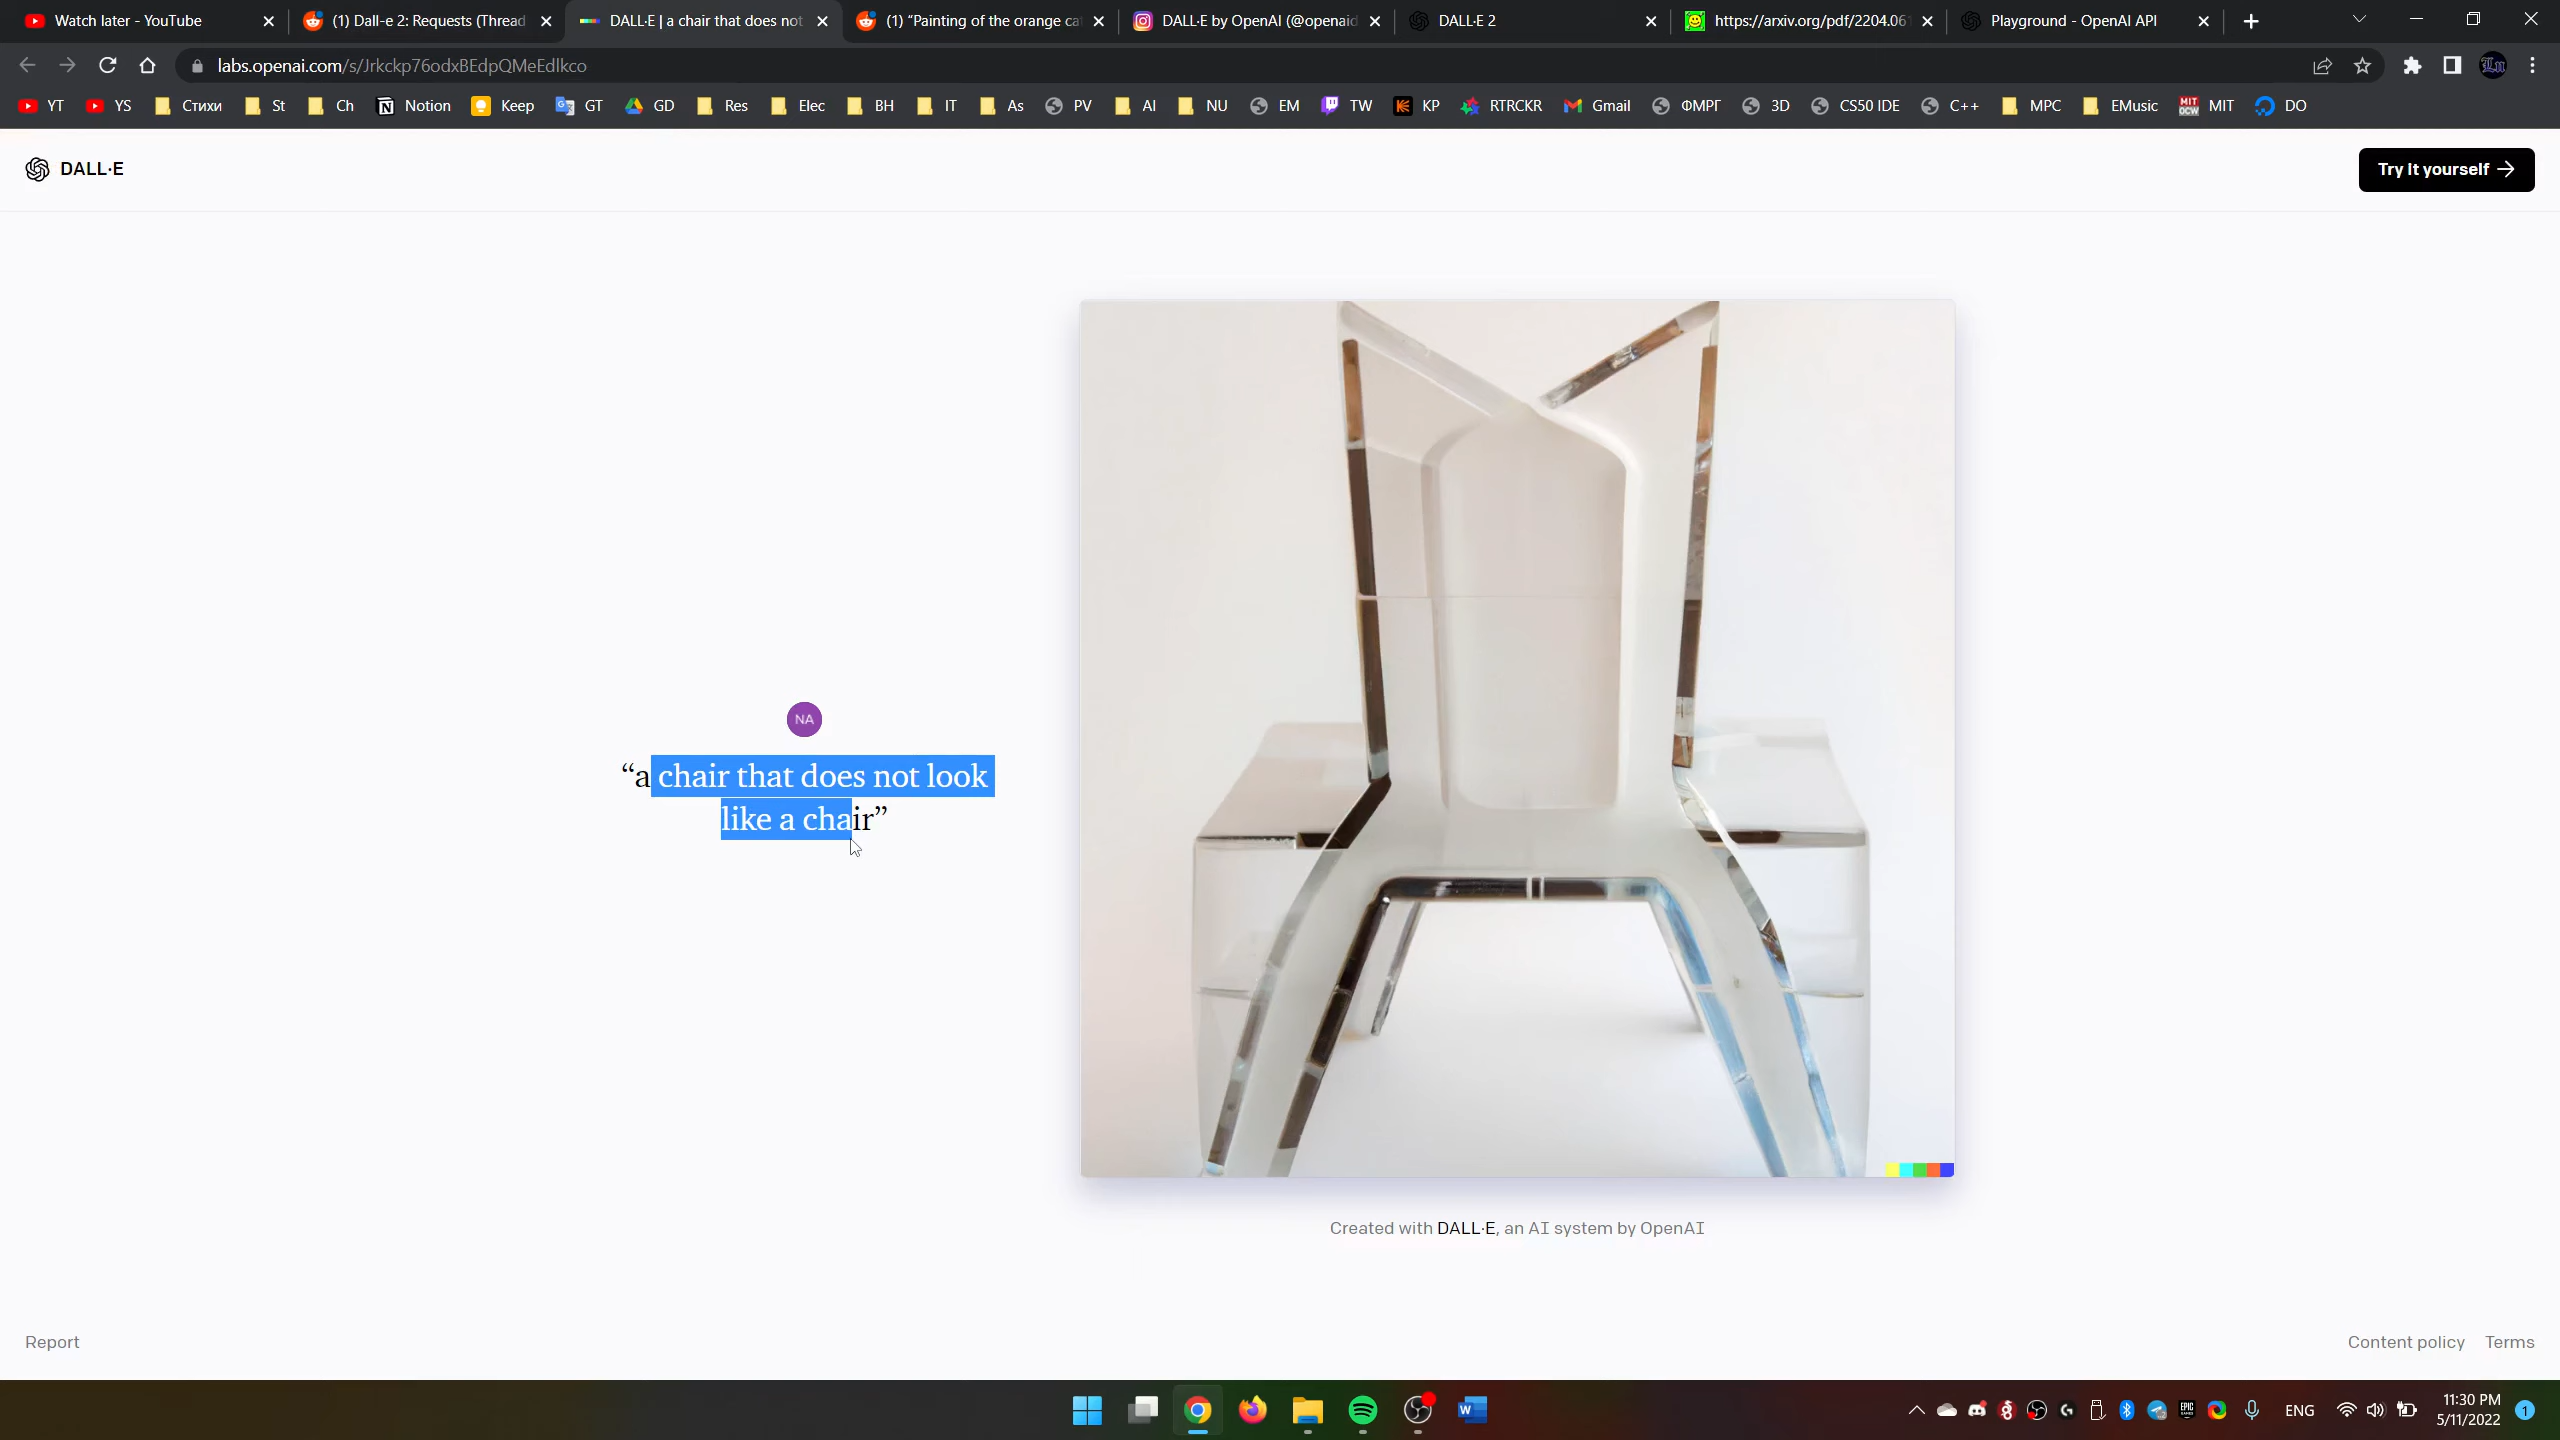 Watch later - YouTube
(1) Dall-e 2: Requests (Thread
DALL·E | a chair that does not
(1) “Painting of the orange ca
DALL·E by OpenAI (@openaid
DALL·E 2
https://arxiv.org/pdf/2204.061
Playground - OpenAI API
labs.openai.com/s/Jrkckp76odxBEdpQMeEdlkco
YT YS Стихи St Ch Notion Keep GT GD Res Elec BH IT As PV AI NU EM TW KP RTRCKR Gmail ФМРГ 3D CS50 IDE C++ MPC EMusic MIT DO
DALL·E
Try it yourself →
NA
“a chair that does not look
like a chair”
Created with DALL·E, an AI system by OpenAI
Report
Content policy Terms
ENG
11:30 PM
5/11/2022
1